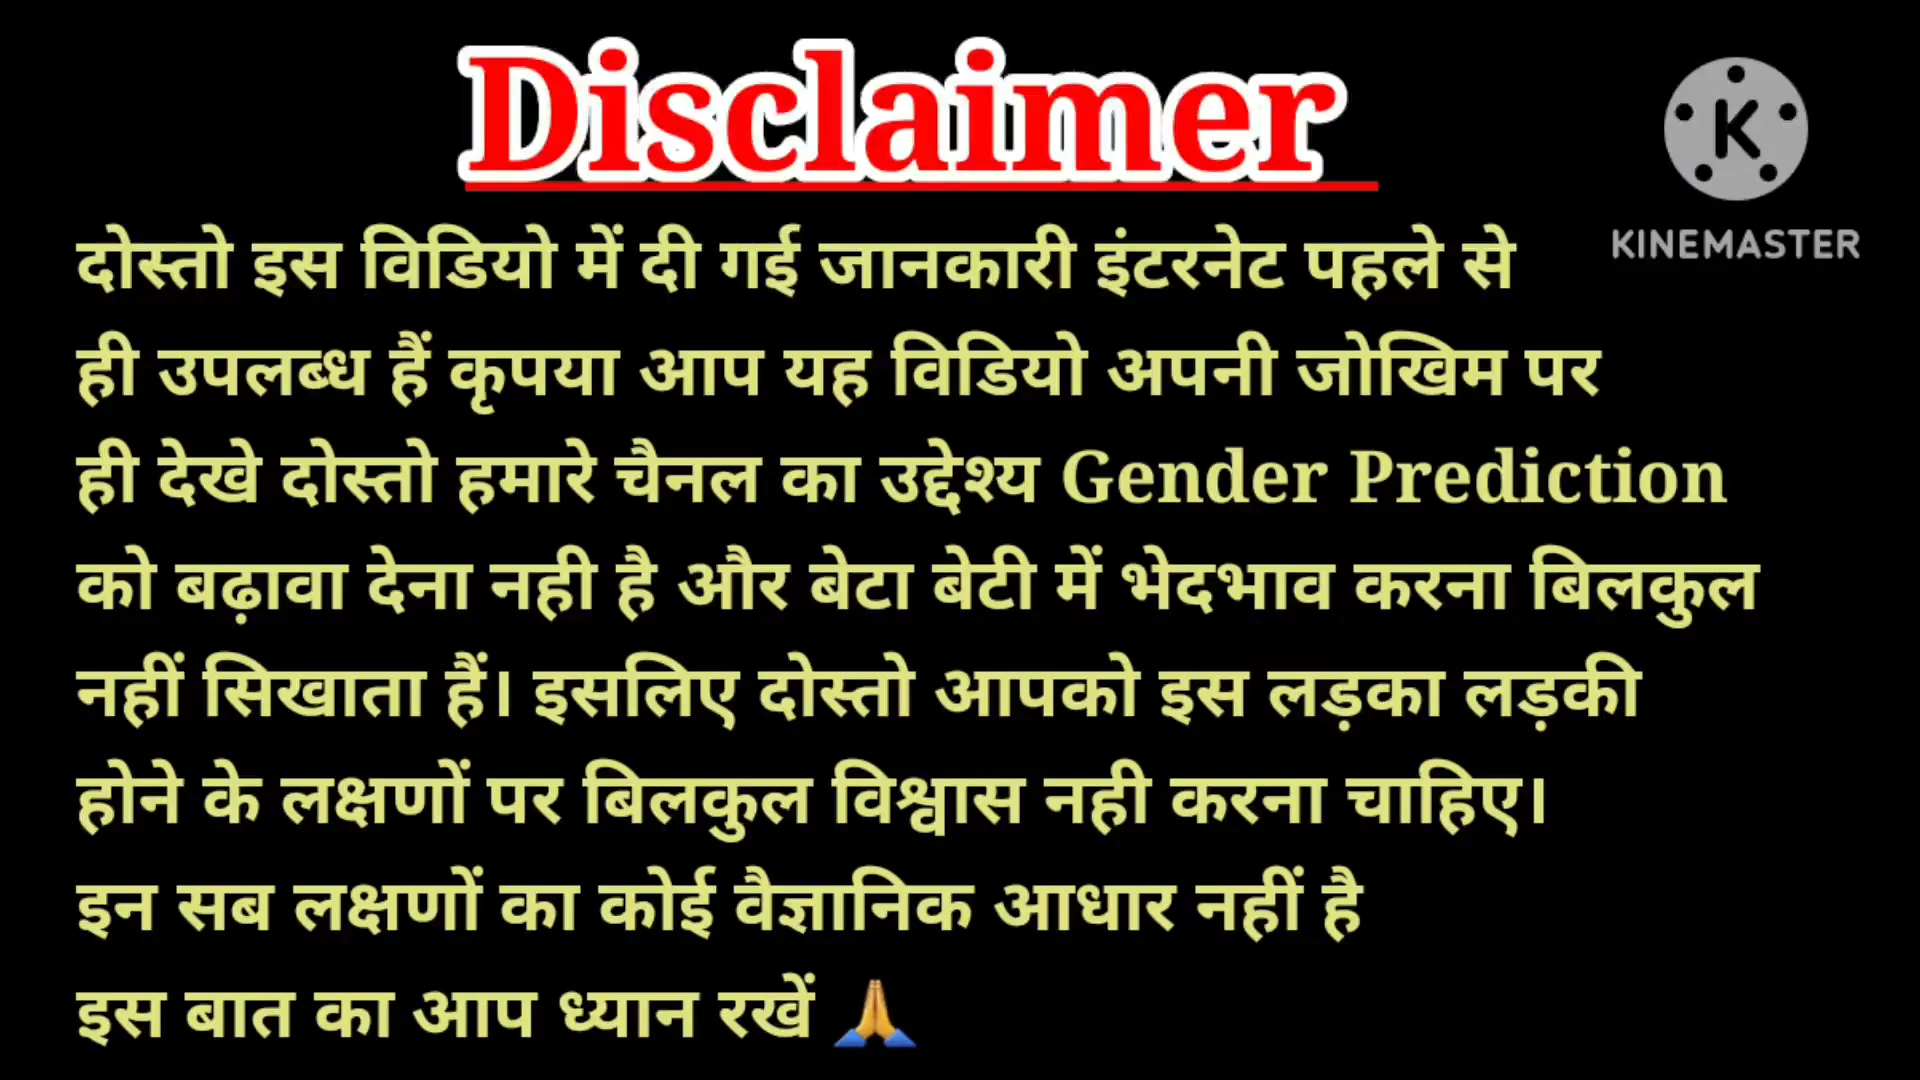 Disclaimer
KINEMASTER
दोस्तो इस विडियो में दी गई जानकारी इंटरनेट पहले से
ही उपलब्ध हैं कृपया आप यह विडियो अपनी जोखिम पर
ही देखे दोस्तो हमारे चैनल का उद्देश्य Gender Prediction
को बढ़ावा देना नही है और बेटा बेटी में भेदभाव करना बिलकुल
नहीं सिखाता हैं। इसलिए दोस्तो आपको इस लड़का लड़की
होने के लक्षणों पर बिलकुल विश्वास नही करना चाहिए।
इन सब लक्षणों का कोई वैज्ञानिक आधार नहीं है
इस बात का आप ध्यान रखें 🙏